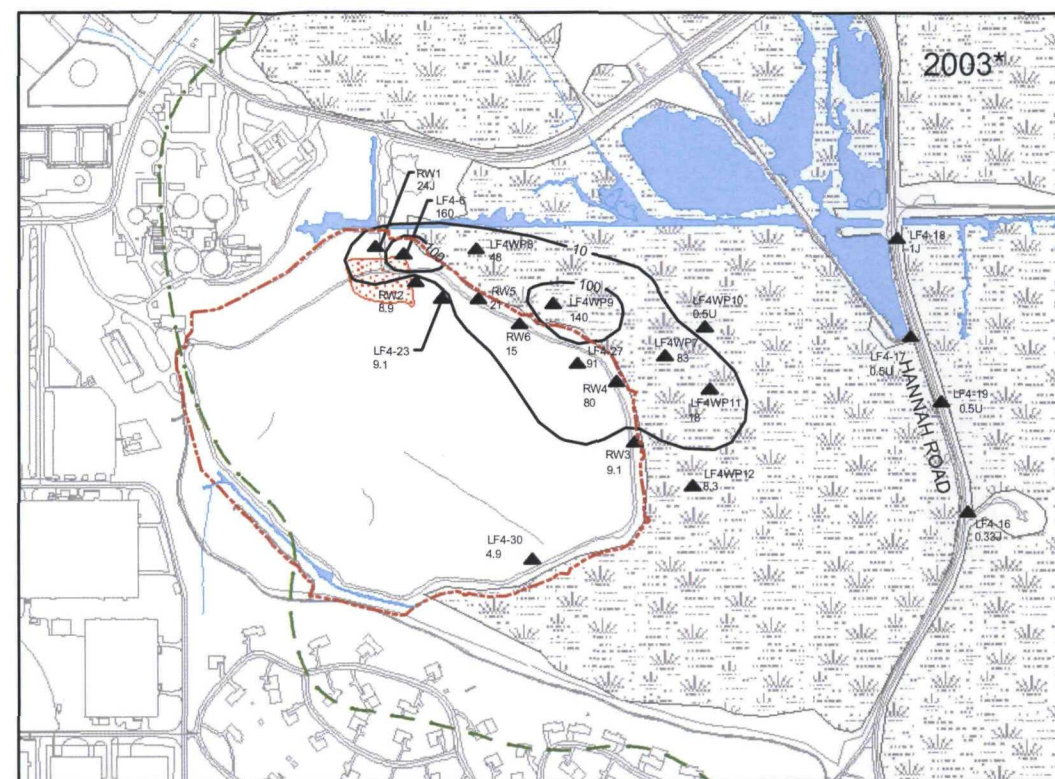 2003*
RW1
24J
LF4-6
160
100
LF4WP8
48
10
RW2
8.9
RW5
21
100
LF4WP9
140
LF4WP10
0.5U
LF4-18
1J
LF4-23
9.1
RW6
15
LF4-27
91
LF4WP7
83
LF4-17
0.5U
RW4
80
LF4WP11
18
LF4-19
0.5U
HANNAH ROAD
RW3
9.1
LF4WP12
8.3
LF4-16
0.33J
LF4-30
4.9